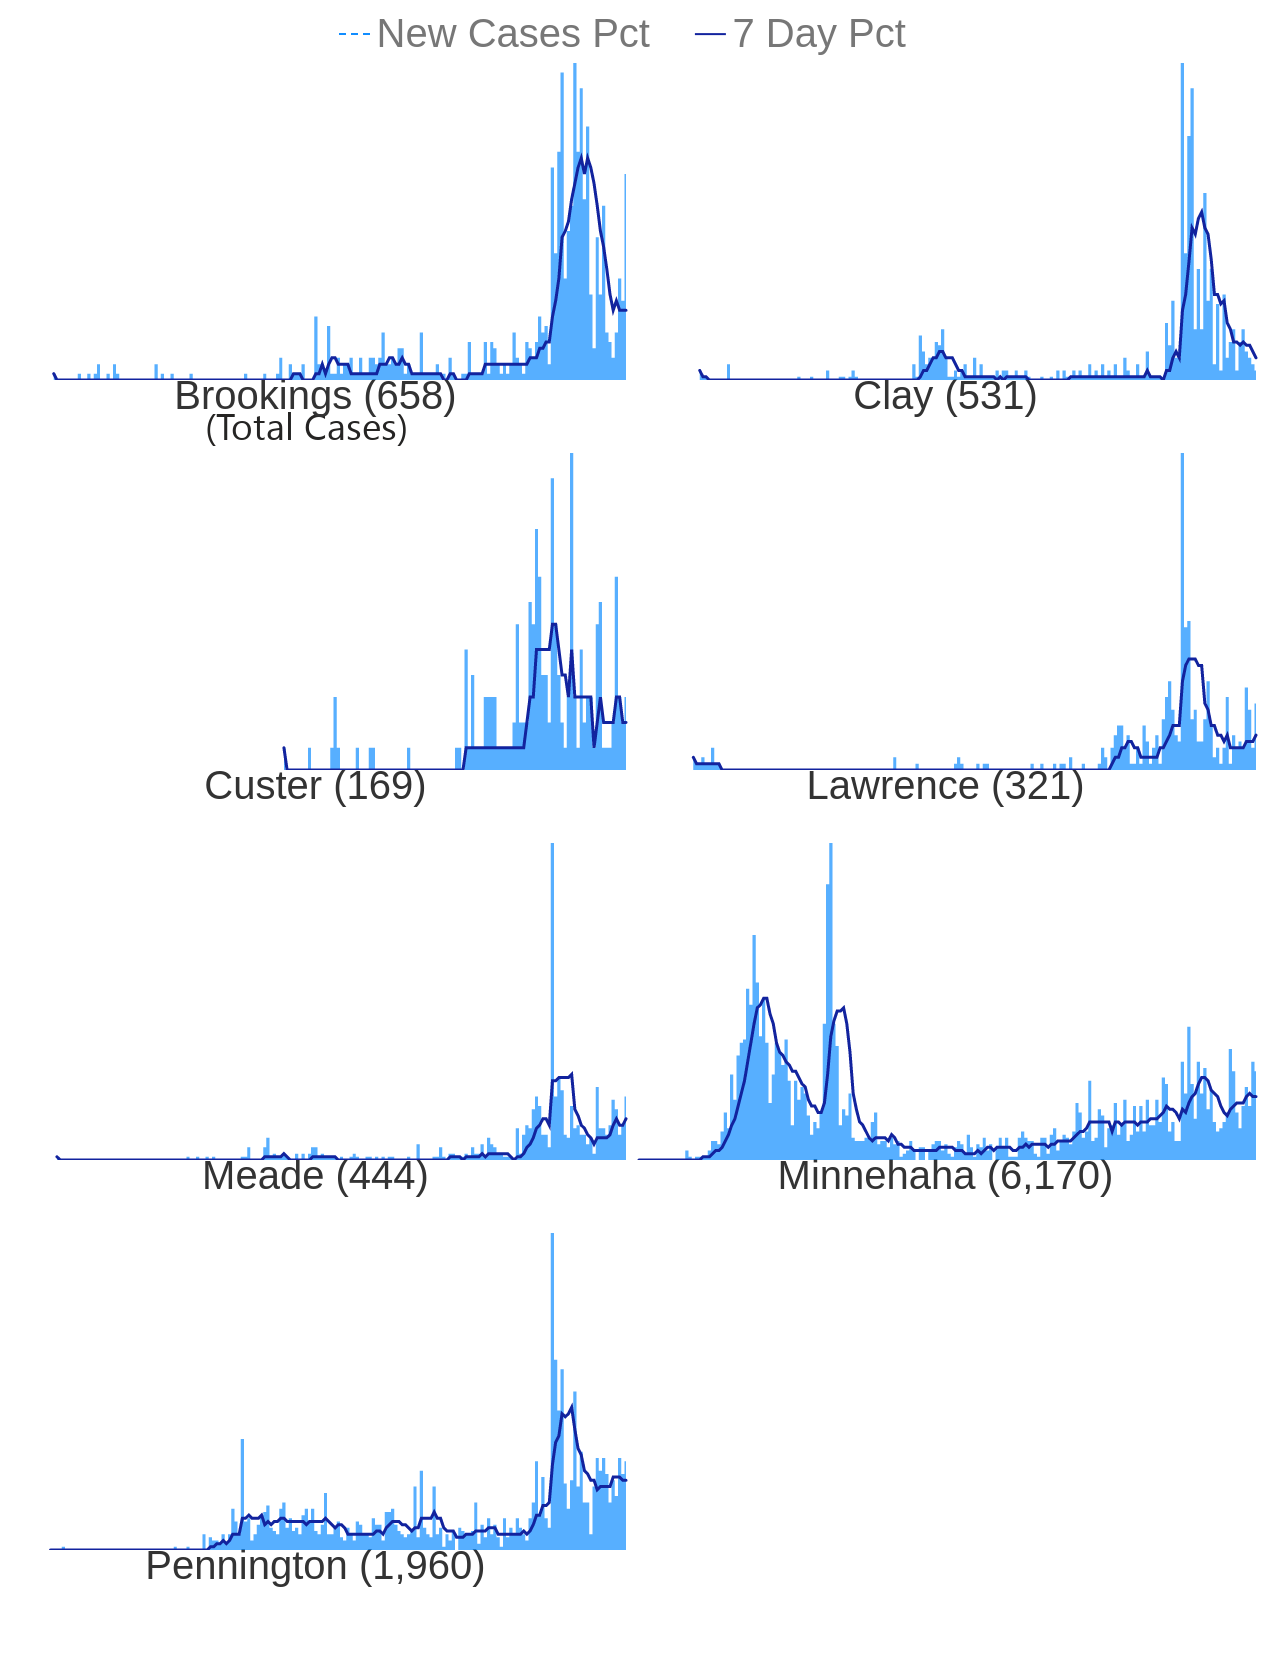 New Cases Pct 7 Day Pct
Brookings (658) Clay (531)
(Total Cases)
Custer (169) Lawrence (321)
Meade (444) Minnehana (6,170)
Pennington (1,960)